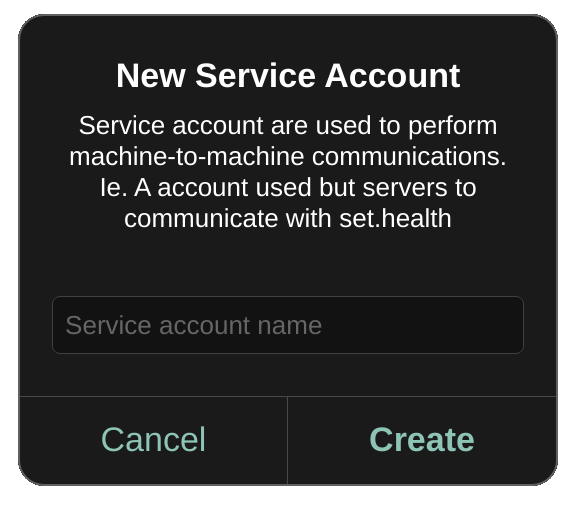 New Service Account
Service account are used to perform
machine-to-machine communications.
Ie. A account used but servers to
communicate with set.health
Service account name
Cancel
Create